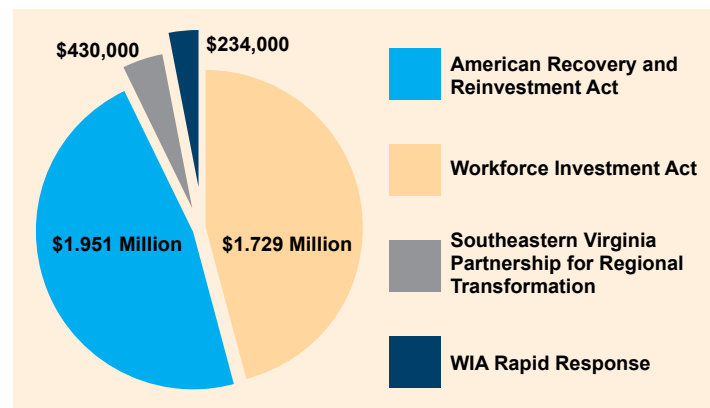 $430,000
$234,000
$1.951 Million
$1.729 Million
American Recovery and
Reinvestment Act
Workforce Investment Act
Southeastern Virginia
Partnership for Regional
Transformation
WIA Rapid Response